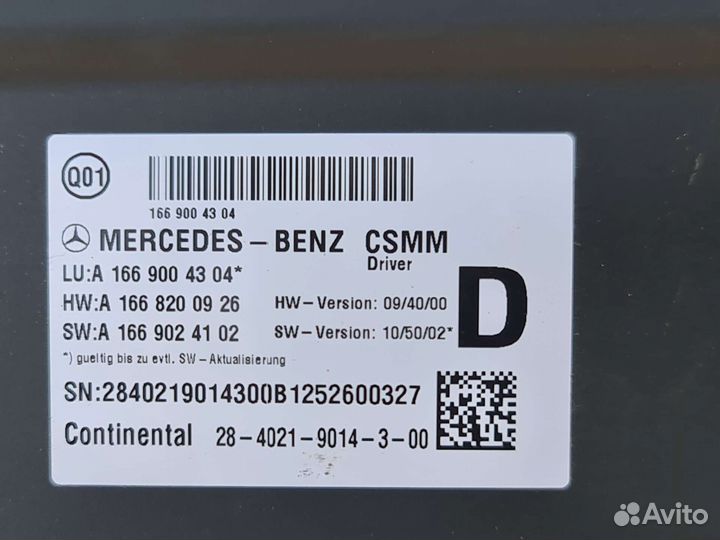 Q01
166 900 43 04
MERCEDES-BENZ CSMM
Driver
LU:A 166 900 43 04*
HW:A 166 820 09 26 HW-Version: 09/40/00
SW:A 166 902 41 02 SW-Version: 10/50/02*
D
*) gueltig bis zu evtl. SW-Aktualisierung
SN:2840219014300B1252600327
Continental 28-4021-9014-3-00
Avito